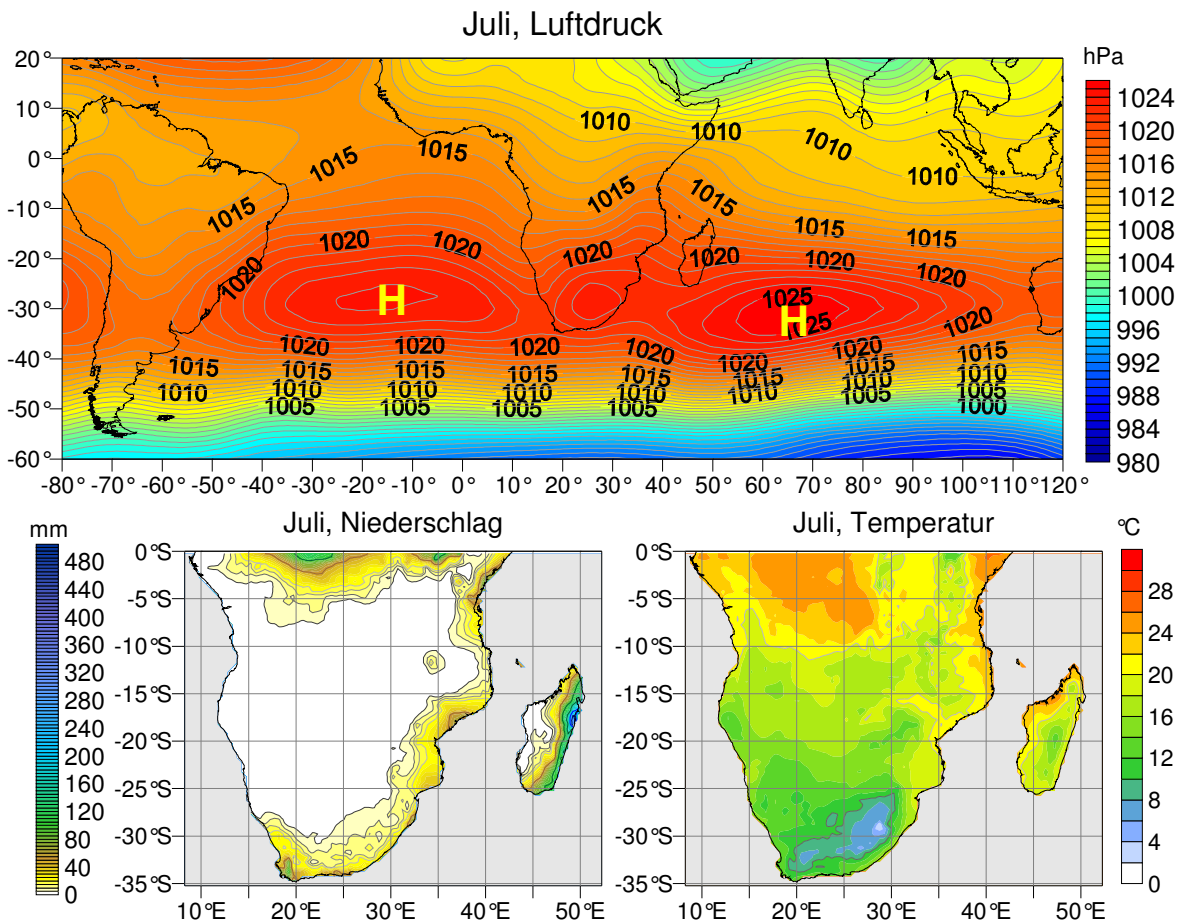 Juli, Luftdruck
hPa
20°
10°
0°
-10°
-20°
-30°
-40°
-50°
-60°
1010 1010 1010
1015 1015 1010
1015 1015 1015
1015 1015
1020 1020 1020 1020 1020 1020
1020
H
1025
H
1025
1020
1020 1020 1020 1020 1020 1020
1015 1015 1015 1015 1015 1015 1015 1015
1010 1010 1010 1010 1010 1010 1010 1010
1005 1005 1005 1005 1005 1005
1000
-80° -70° -60° -50° -40° -30° -20° -10° 0° 10° 20° 30° 40° 50° 60° 70° 80° 90° 100° 110° 120°
1024
1020
1016
1012
1008
1004
1000
996
992
988
984
980
mm
Juli, Niederschlag
480
440
400
360
320
280
240
200
160
120
80
40
0
0°S
-5°S
-10°S
-15°S
-20°S
-25°S
-30°S
-35°S
10°E 20°E 30°E 40°E 50°E
Juli, Temperatur
°C
0°S
-5°S
-10°S
-15°S
-20°S
-25°S
-30°S
-35°S
10°E 20°E 30°E 40°E 50°E
28
24
20
16
12
8
4
2
0